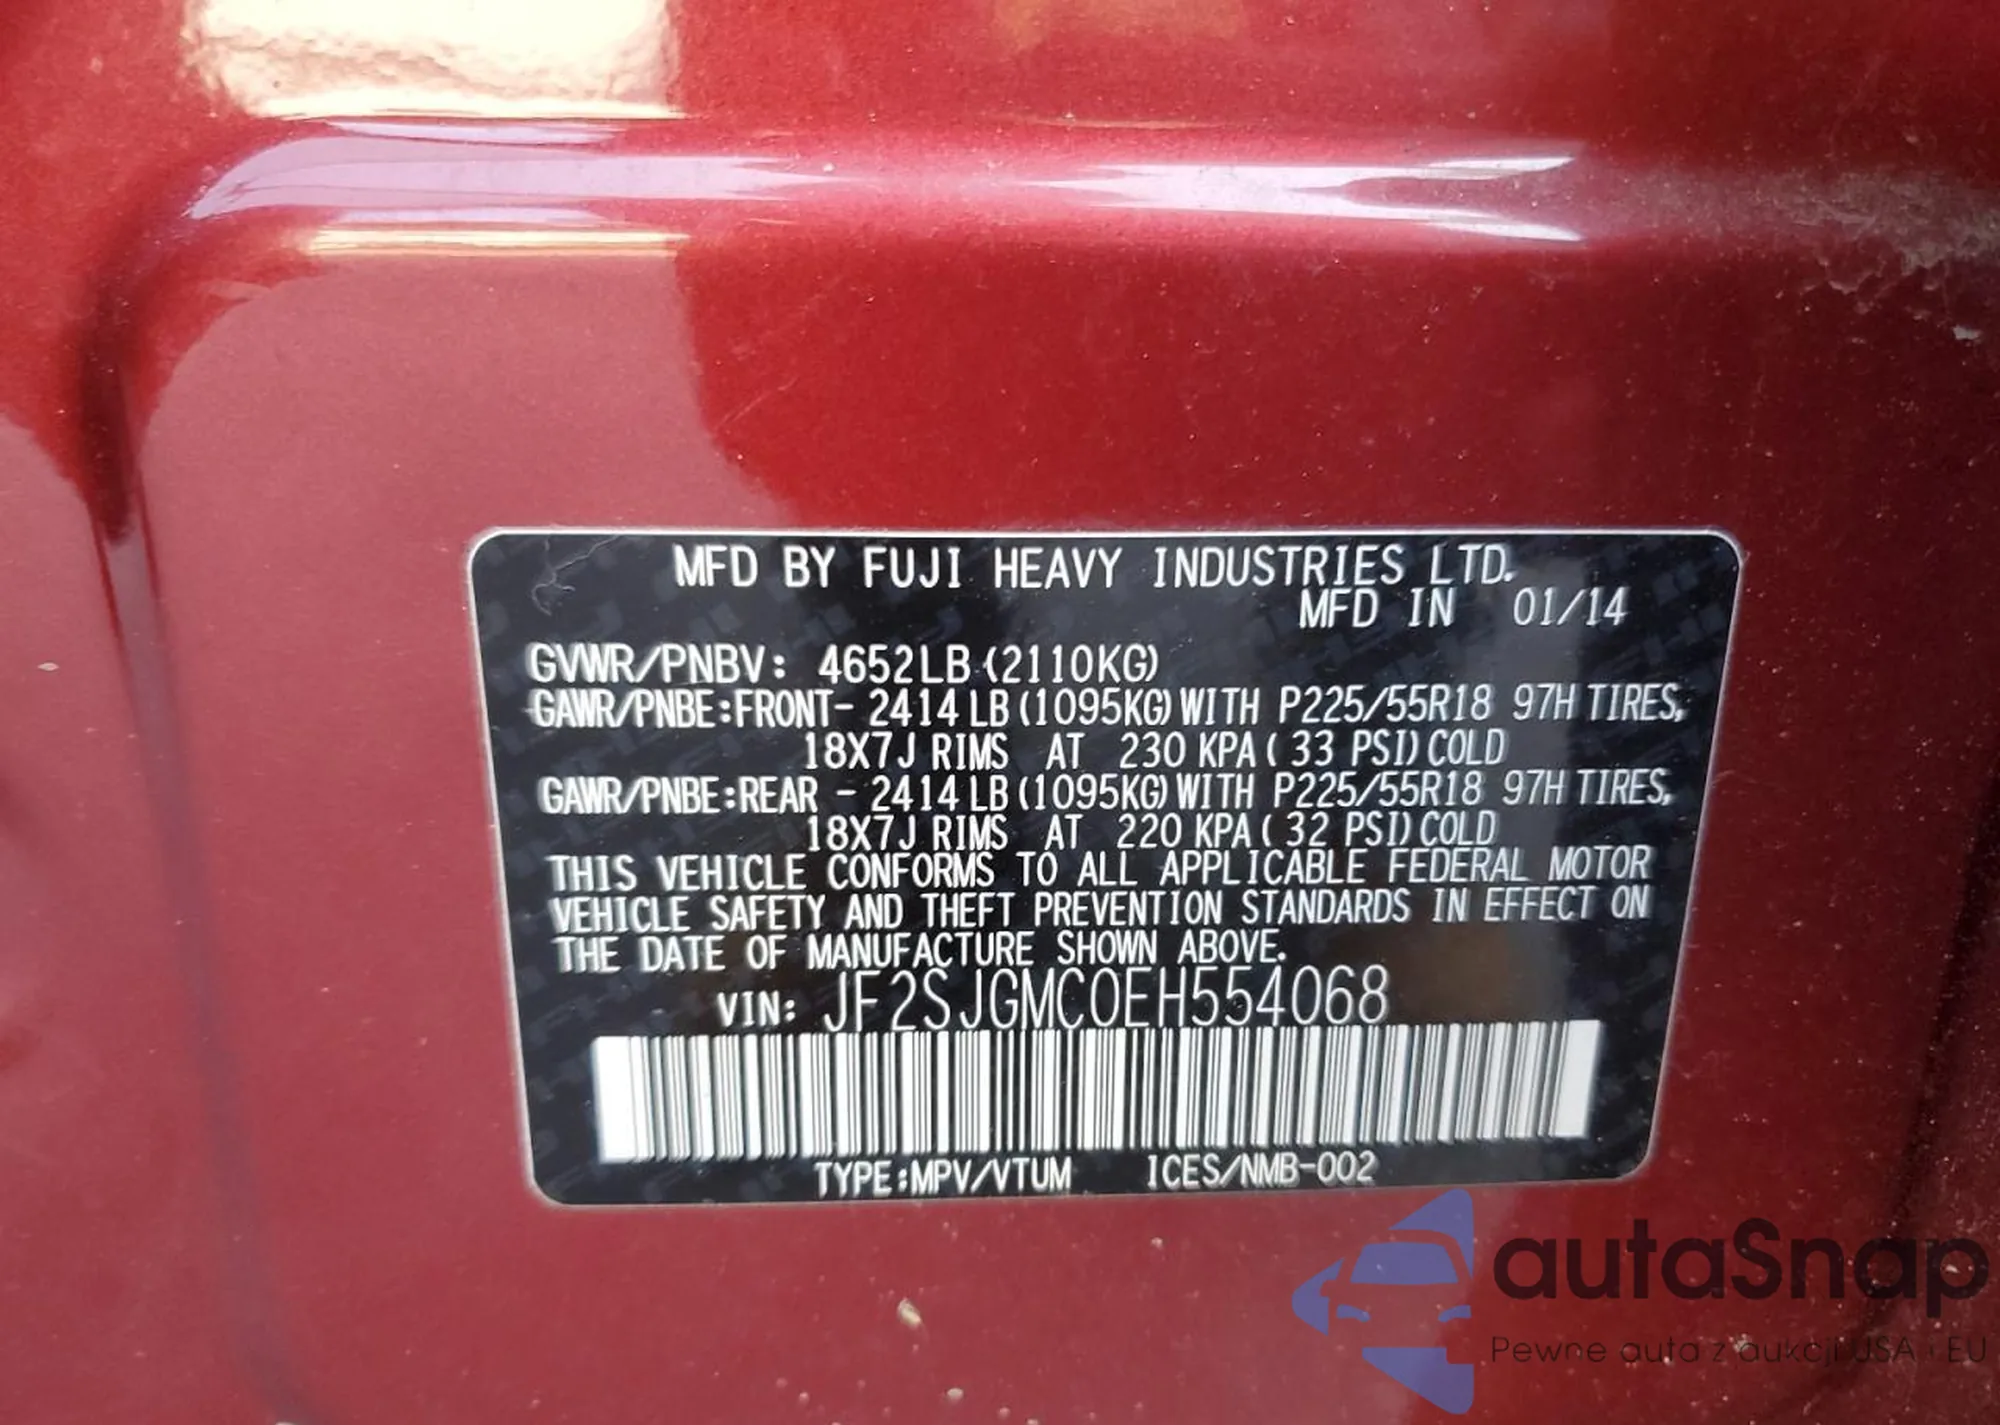 MFD BY FUJI HEAVY INDUSTRIES LTD.
MFD IN 01/14
GVWR/PNBV: 4652LB (2110KG)
GAWR/PNBE:FRONT- 2414LB (1095KG) WITH P225/55R18 97H TIRES,
18X7J RIMS AT 230 KPA ( 33 PSI) COLD
GAWR/PNBE:REAR - 2414LB (1095KG) WITH P225/55R18 97H TIRES,
18X7J RIMS AT 220 KPA ( 32 PSI) COLD
THIS VEHICLE CONFORMS TO ALL APPLICABLE FEDERAL MOTOR
VEHICLE SAFETY AND THEFT PREVENTION STANDARDS IN EFFECT ON
THE DATE OF MANUFACTURE SHOWN ABOVE.
VIN: JF2SJGMC0EH554068
TYPE:MPV/VTUM ICES/NMB-002
autaSnap
Pewne auta z aukcji USA i EU